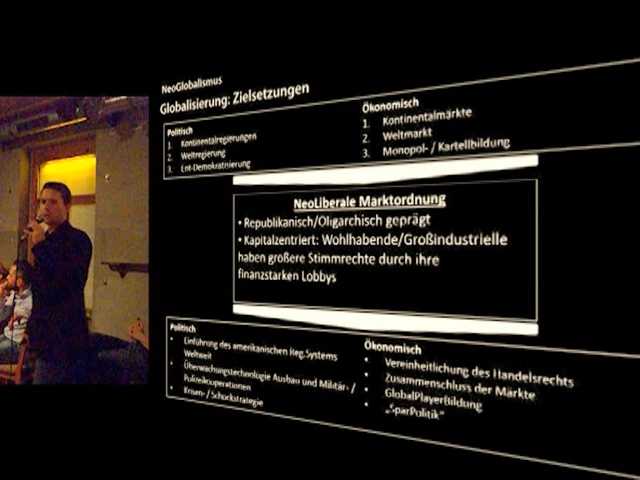 NeoGlobalismus
Globalisierung: Zielsetzungen
Politisch
1. Kontinentalregierungen
2. Weltregierung
3. Ent-Demokratisierung
Ökonomisch
1. Kontinentalmärkte
2. Weltmarkt
3. Monopol- / Kartellbildung
NeoLiberale Marktordnung
• Republikanisch/Oligarchisch geprägt
• Kapitalzentriert: Wohlhabende/Großindustrielle
haben größere Stimmrechte durch ihre
finanzstarken Lobbys
Politisch
• Einführung des amerikanischen Reg.Systems
Weltweit
• Überwachungstechnologie Ausbau und Militär- /
Polizeikooperationen
• Krisen- / Schockstrategie
Ökonomisch
• Vereinheitlichung des Handelsrechts
• Zusammenschluss der Märkte
• GlobalPlayerBildung
• „SparPolitik“